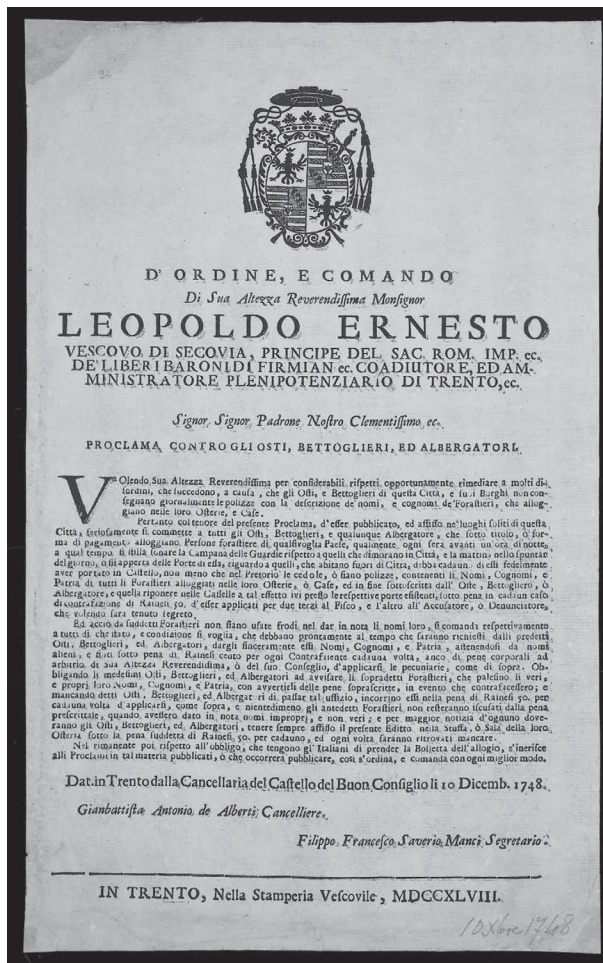 D'ORDINE, E COMANDO
Di Sua Altezza Reverendissima Monsignor
LEOPOLDO ERNESTO
VESCOVO DI SECOVIA, PRINCIPE DEL SAC. ROM. IMP. ec.
DE' LIBERI BARONI DI FIRMIAN ec. COADIUTORE, ED AM-
MINISTRATORE PLENIPOTENZIARIO DI TRENTO, ec.
Signor Signor Padrone Nostro Clementissimo ec.
PROCLAMA CONTRO GLI OSTI, BETTOGLIERI, ED ALBERGATORI.
VOlendo Sua Altezza Reverendissima per considerabili rispetti opportunamente rimediare a molti di-
sordini, che succedono, a causa, che gli Osti, e Bettoglieri di questa Città, e suoi Borghi non con-
segnano giornalmente le polizze con la descrizione de' nomi, e cognomi de' Forastieri, che allog-
giano nelle loro Osterie, e Case.
Pertanto col tenore del presente Proclama, d'esser pubblicato, ed affisso ne' luoghi soliti di questa
Città, seriosamente si commette a tutti gli Osti, Bettoglieri, e qualunque Albergatore, che sotto titolo, ò for-
ma di pagamento alloggiano Persone forastiere di qualsivoglia Paese, qualmente ogni sera avanti un'ora di notte,
a qual tempo si stilla sonare la Campana delle Guardie rispetto a quelli che dimorano in Città, e la mattina nello spuntar
del giorno, o sii apperta delle Porte di essa, riguardo a quelli, che abitano fuori di Città, debba cadauno di essi fedelmente
aver portato in Castello, non meno che nel Pretorio le cedole, ò siano polizze, contenenti li Nomi, Cognomi, e
Patria di tutti li Forastieri alloggiati nelle loro Osterie, ò Case, ed in fine sottoscritta dall' Oste, Bettogliero, ò
Albergatore, e quella riponere nelle Casselle a tal effetto ivi presso le respettive porte esistenti, sotto pena in cadaun caso
di contrafazione di Rainesi 50. d'esser applicati per due terzi al Fisco, e l'altro all'Accusatore, ò Denunciatore,
che volendo sarà tenuto segreto.
Ed acciò da suddetti Forastieri non siano usate frodi nel dar in nota li nomi loro, si comanda respettivamente
a tutti di che stato, e condizione si voglia, che debbano prontamente al tempo che saranno richiesti dalli predetti
Osti, Bettoglieri, ed Albergatori, dargli sinceramente essi Nomi, Cognomi, e Patria, astenendosi da nomi
alieni, e finti sotto pena di Rainesi cento per ogni Contrafaciente cadauna volta, anco di pene corporali ad
arbitrio di Sua Altezza Reverendissima, ò del suo Conseglio, d'applicarsi le pecuniarie, come di sopra. Ob-
bligando li medesimi Osti, Bettoglieri, ed Albergatori ad avvisare li sopradetti Forastieri, che palesino li veri,
e proprj loro Nomi, Cognomi, e Patria, con avvertirli delle pene soprascritte, in evento che contrafacessero; e
mancando detti Osti, Bettoglieri, ed Albergatori di passar tal uffizio, incorrino essi nella pena di Rainesi 50. per
cadauna volta d'applicarsi, come sopra, e nientedimeno gli antedetti Forastieri non resteranno iscusati dalla pena
prescrittale, quando avessero dato in nota nomi improprj, e non veri; e per maggior notizia d'ognuno dove-
ranno gli Osti, Bettoglieri, ed Albergatori, tenere sempre affisso il presente Editto nella Stuffa, ò Sala della loro
Osteria sotto la pena suddetta di Rainesi 50. per cadauno, ed ogni volta saranno ritrovati mancare.
Nel rimanente poi rispetto all'obbligo, che tengono gl' Italiani di prender la Bolletta dell'allogio, s'inerisce
alli Proclami in tal materia pubblicati, ò che occorrerà pubblicare, così s'ordina, e comanda con ogni miglior modo.
Dat. in Trento dalla Cancellaria del Castello del Buon Consiglio li 10 Dicemb. 1748.
Gianbattista Antonio de Alberti Cancelliere.
Filippo Francesco Saverio Manci Segretario.
IN TRENTO, Nella Stamperia Vescovile, MDCCXLVIII.
10 Xbre 1748